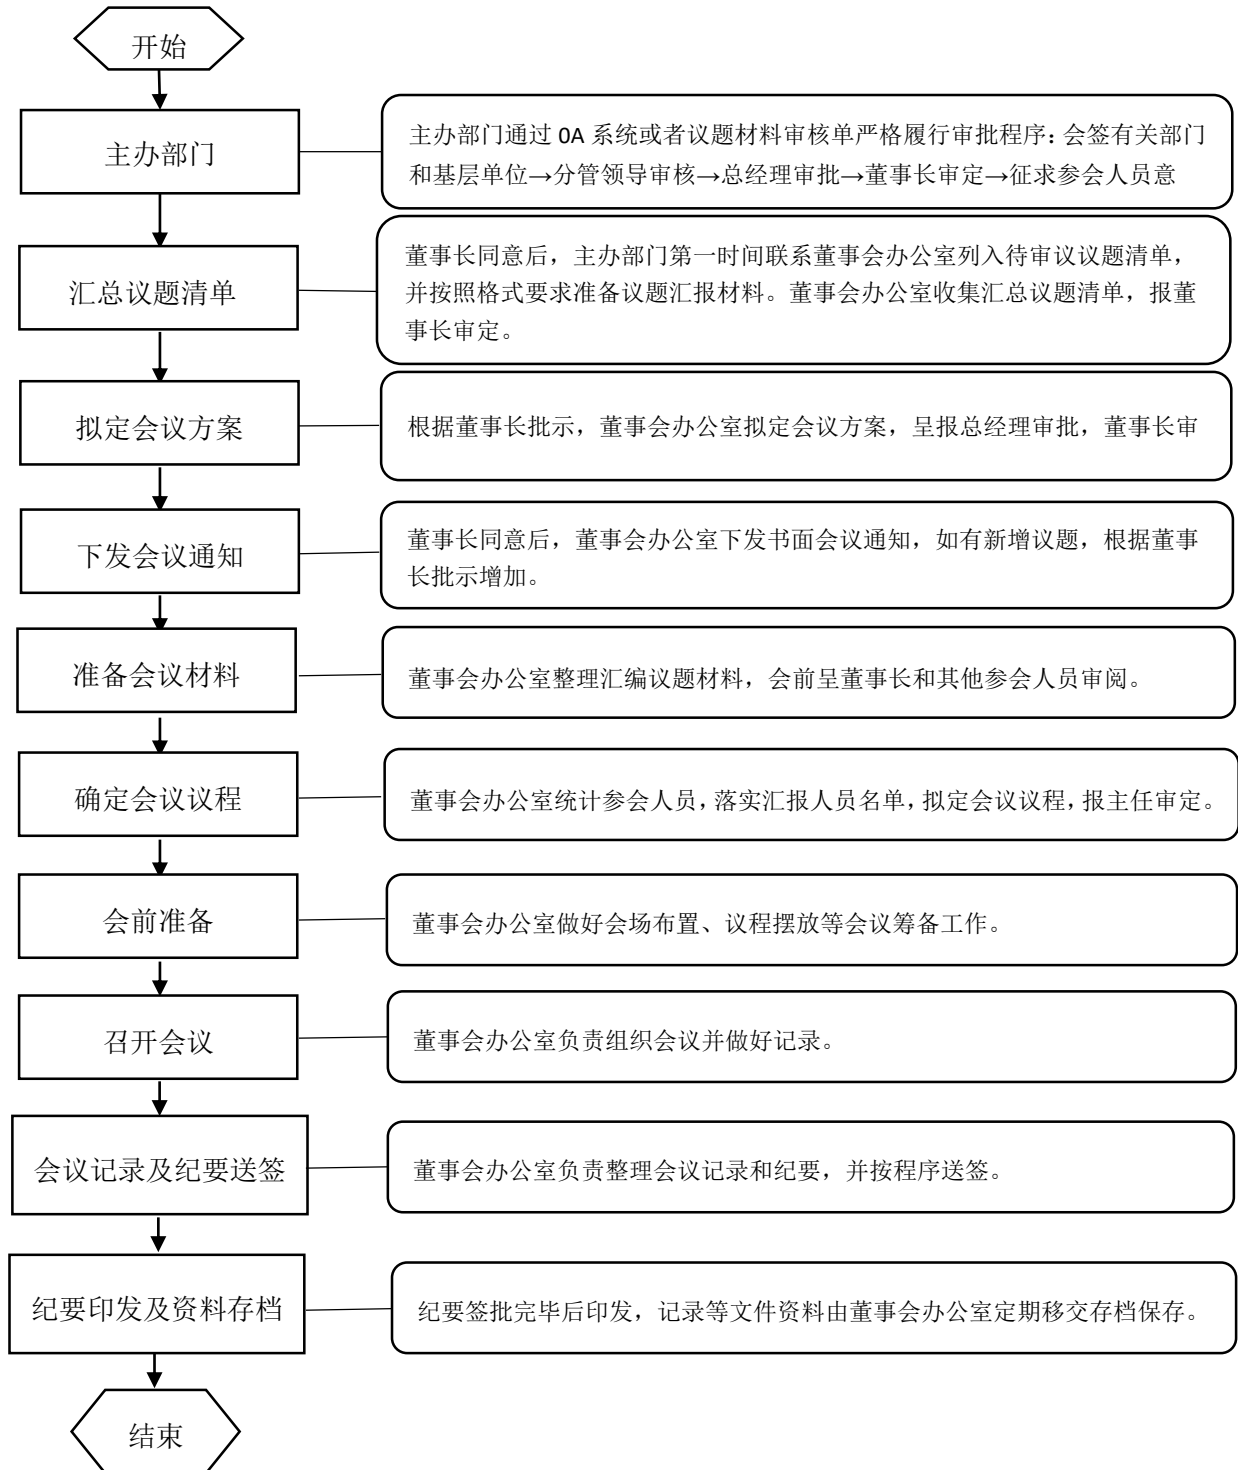 开始
主办部门
主办部门通过 0A 系统或者议题材料审核单严格履行审批程序：会签有关部门
和基层单位→分管领导审核→总经理审批→董事长审定→征求参会人员意
汇总议题清单
董事长同意后，主办部门第一时间联系董事会办公室列入待审议议题清单，
并按照格式要求准备议题汇报材料。董事会办公室收集汇总议题清单，报董
事长审定。
拟定会议方案
根据董事长批示，董事会办公室拟定会议方案，呈报总经理审批，董事长审
下发会议通知
董事长同意后，董事会办公室下发书面会议通知，如有新增议题，根据董事
长批示增加。
准备会议材料
董事会办公室整理汇编议题材料，会前呈董事长和其他参会人员审阅。
确定会议议程
董事会办公室统计参会人员，落实汇报人员名单，拟定会议议程，报主任审定。
会前准备
董事会办公室做好会场布置、议程摆放等会议筹备工作。
召开会议
董事会办公室负责组织会议并做好记录。
会议记录及纪要送签
董事会办公室负责整理会议记录和纪要，并按程序送签。
纪要印发及资料存档
纪要签批完毕后印发，记录等文件资料由董事会办公室定期移交存档保存。
结束